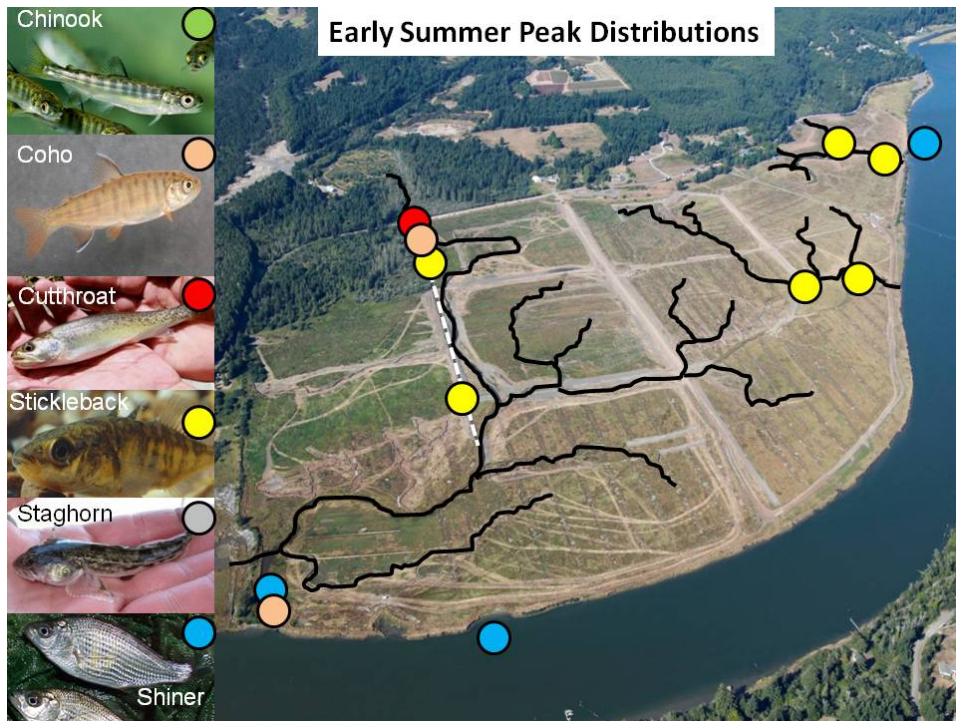 Early Summer Peak Distributions
Chinook
Coho
Cutthroat
Stickleback
Staghorn
Shiner